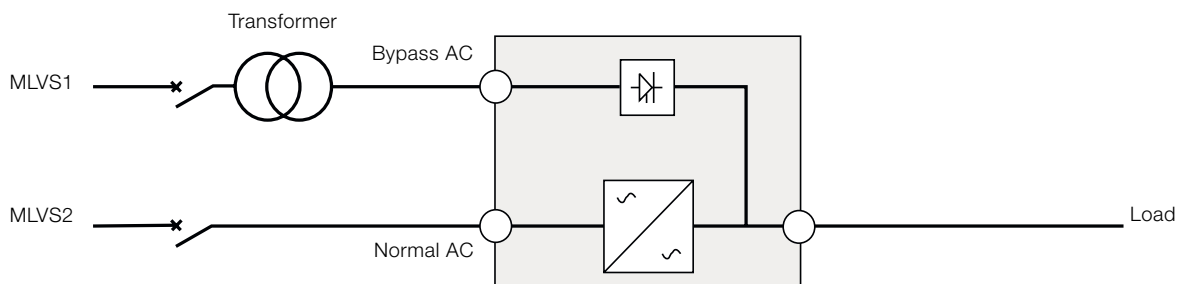 Transformer
Bypass AC
MLVS1
MLVS2
Normal AC
Load